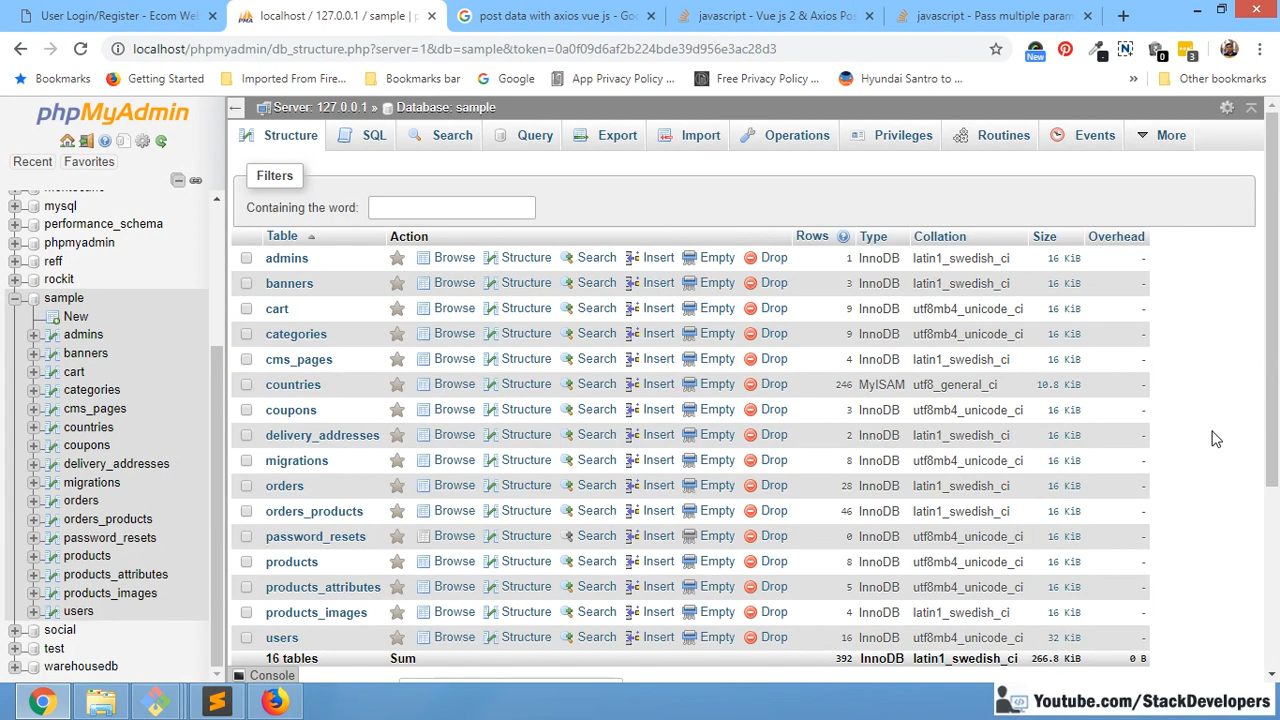 User Login/Register - Ecom Web
localhost / 127.0.0.1 / sample | p
post data with axios vue js - Goo
javascript - Vue js 2 & Axios Pos
javascript - Pass multiple param
localhost/phpmyadmin/db_structure.php?server=1&db=sample&token=0a0f09d6af2b224bde39d956e3ac28d3
New
0
3
Bookmarks
Getting Started
Imported From Fire...
Bookmarks bar
Google
App Privacy Policy ...
Free Privacy Policy ...
Hyundai Santro to ...
»
Other bookmarks
phpMyAdmin
Recent
Favorites
mysql
performance_schema
phpmyadmin
reff
rockit
sample
New
admins
banners
cart
categories
cms_pages
countries
coupons
delivery_addresses
migrations
orders
orders_products
password_resets
products
products_attributes
products_images
users
social
test
warehousedb
Server: 127.0.0.1 » Database: sample
Structure SQL Search Query Export Import Operations Privileges Routines Events More
Filters
Containing the word:
Table Action Rows Type Collation Size Overhead
admins Browse Structure Search Insert Empty Drop 1 InnoDB latin1_swedish_ci 16 KiB -
banners Browse Structure Search Insert Empty Drop 3 InnoDB latin1_swedish_ci 16 KiB -
cart Browse Structure Search Insert Empty Drop 9 InnoDB utf8mb4_unicode_ci 16 KiB -
categories Browse Structure Search Insert Empty Drop 9 InnoDB utf8mb4_unicode_ci 16 KiB -
cms_pages Browse Structure Search Insert Empty Drop 4 InnoDB latin1_swedish_ci 16 KiB -
countries Browse Structure Search Insert Empty Drop 246 MyISAM utf8_general_ci 10.8 KiB -
coupons Browse Structure Search Insert Empty Drop 3 InnoDB utf8mb4_unicode_ci 16 KiB -
delivery_addresses Browse Structure Search Insert Empty Drop 2 InnoDB latin1_swedish_ci 16 KiB -
migrations Browse Structure Search Insert Empty Drop 8 InnoDB utf8mb4_unicode_ci 16 KiB -
orders Browse Structure Search Insert Empty Drop 28 InnoDB latin1_swedish_ci 16 KiB -
orders_products Browse Structure Search Insert Empty Drop 46 InnoDB latin1_swedish_ci 16 KiB -
password_resets Browse Structure Search Insert Empty Drop 0 InnoDB utf8mb4_unicode_ci 16 KiB -
products Browse Structure Search Insert Empty Drop 8 InnoDB utf8mb4_unicode_ci 16 KiB -
products_attributes Browse Structure Search Insert Empty Drop 5 InnoDB utf8mb4_unicode_ci 16 KiB -
products_images Browse Structure Search Insert Empty Drop 4 InnoDB latin1_swedish_ci 16 KiB -
users Browse Structure Search Insert Empty Drop 16 InnoDB utf8mb4_unicode_ci 32 KiB -
16 tables Sum 392 InnoDB latin1_swedish_ci 266.8 KiB 0 B
Console
Youtube.com/StackDevelopers